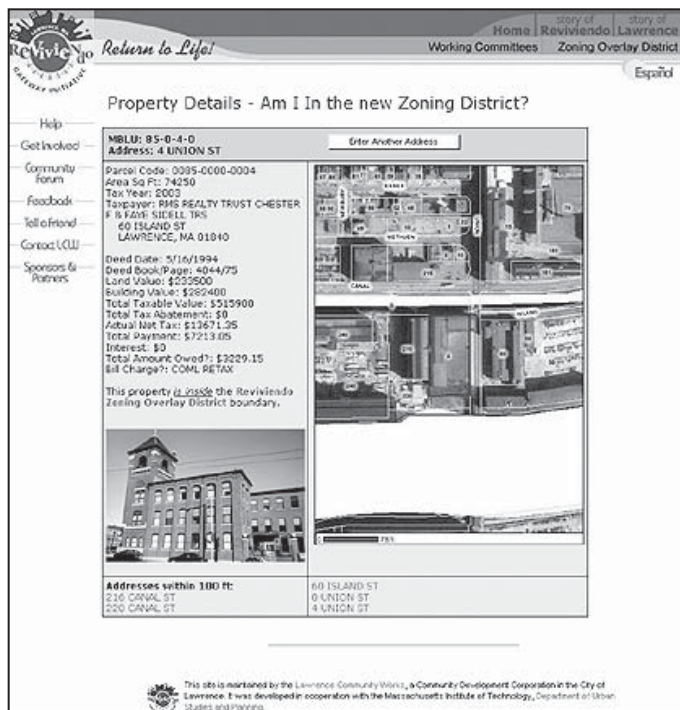 LAWRENCE, MA
ReViviendo
GATEWAY INITIATIVE
Return to Life!
Home
story of
Reviviendo
story of
Lawrence
Working Committees
Zoning Overlay District
Español
Property Details - Am I In the new Zoning District?
Help
Get Involved
Community
Forum
Feedback
Tell a Friend
Contact LCW
Sponsors &
Partners
MBLU: 85-0-4-0
Address: 4 UNION ST
Enter Another Address
Parcel Code: 0085-0000-0004
Area Sq Ft: 74250
Tax Year: 2003
Taxpayer: RMS REALTY TRUST CHESTER
F & FAYE SIDELL TRS
60 ISLAND ST
LAWRENCE, MA 01840
Deed Date: 5/16/1994
Deed Book/Page: 4044/75
Land Value: $233500
Building Value: $282400
Total Taxable Value: $515900
Total Tax Abatement: $0
Actual Net Tax: $13671.35
Total Payment: $7213.05
Interest: $0
Total Amount Owed?: $3229.15
Bill Charge?: COML RETAX
This property is inside the Reviviendo
Zoning Overlay District boundary.
METHUEN
CANAL
ISLAND
Addresses within 100 ft:
216 CANAL ST
220 CANAL ST
60 ISLAND ST
0 UNION ST
4 UNION ST
This site is maintained by the Lawrence Community Works, a Community Development Corporation in the City of
Lawrence. It was developed in cooperation with the Massachusetts Institute of Technology, Department of Urban
Studies and Planning.